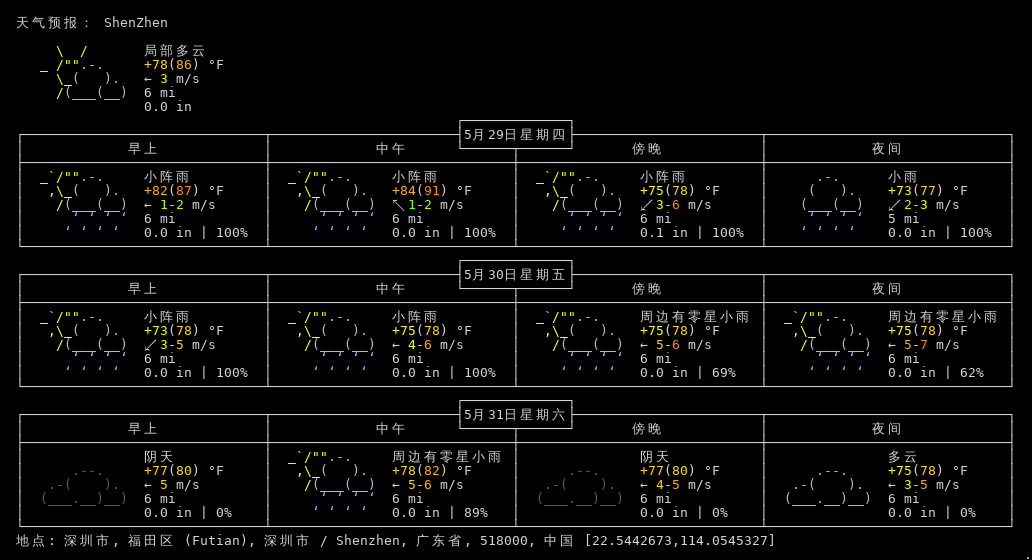 天气预报： ShenZhen
局部多云
+78(86) °F
← 3 m/s
6 mi
0.0 in
5月29日星期四
早上 中午 傍晚 夜间
小阵雨 小阵雨 小阵雨 小雨
+82(87) °F +84(91) °F +75(78) °F +73(77) °F
← 1-2 m/s ↖ 1-2 m/s ↙ 3-6 m/s ↙ 2-3 m/s
6 mi 6 mi 6 mi 5 mi
0.0 in | 100% 0.0 in | 100% 0.1 in | 100% 0.0 in | 100%
5月30日星期五
早上 中午 傍晚 夜间
小阵雨 小阵雨 周边有零星小雨 周边有零星小雨
+73(78) °F +75(78) °F +75(78) °F +75(78) °F
↙ 3-5 m/s ← 4-6 m/s ← 5-6 m/s ← 5-7 m/s
6 mi 6 mi 6 mi 6 mi
0.0 in | 100% 0.0 in | 100% 0.0 in | 69% 0.0 in | 62%
5月31日星期六
早上 中午 傍晚 夜间
阴天 周边有零星小雨 阴天 多云
+77(80) °F +78(82) °F +77(80) °F +75(78) °F
← 5 m/s ← 5-6 m/s ← 4-5 m/s ← 3-5 m/s
6 mi 6 mi 6 mi 6 mi
0.0 in | 0% 0.0 in | 89% 0.0 in | 0% 0.0 in | 0%
地点: 深圳市, 福田区 (Futian), 深圳市 / Shenzhen, 广东省, 518000, 中国 [22.5442673,114.0545327]